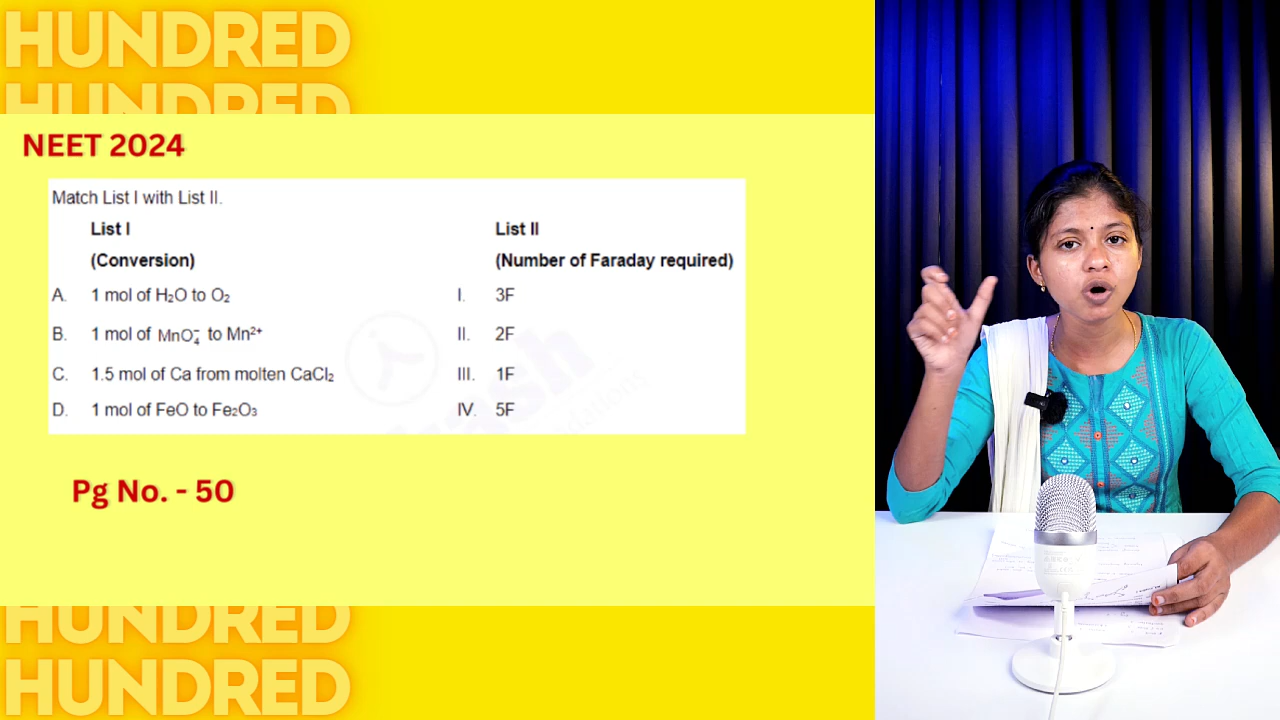 HUNDRED
HUNDRED
NEET 2024
Match List I with List II.
List I List II
(Conversion) (Number of Faraday required)
A. 1 mol of H₂O to O₂ I. 3F
B. 1 mol of MnO₄⁻ to Mn²⁺ II. 2F
C. 1.5 mol of Ca from molten CaCl₂ III. 1F
D. 1 mol of FeO to Fe₂O₃ IV. 5F
Pg No. - 50
HUNDRED
HUNDRED